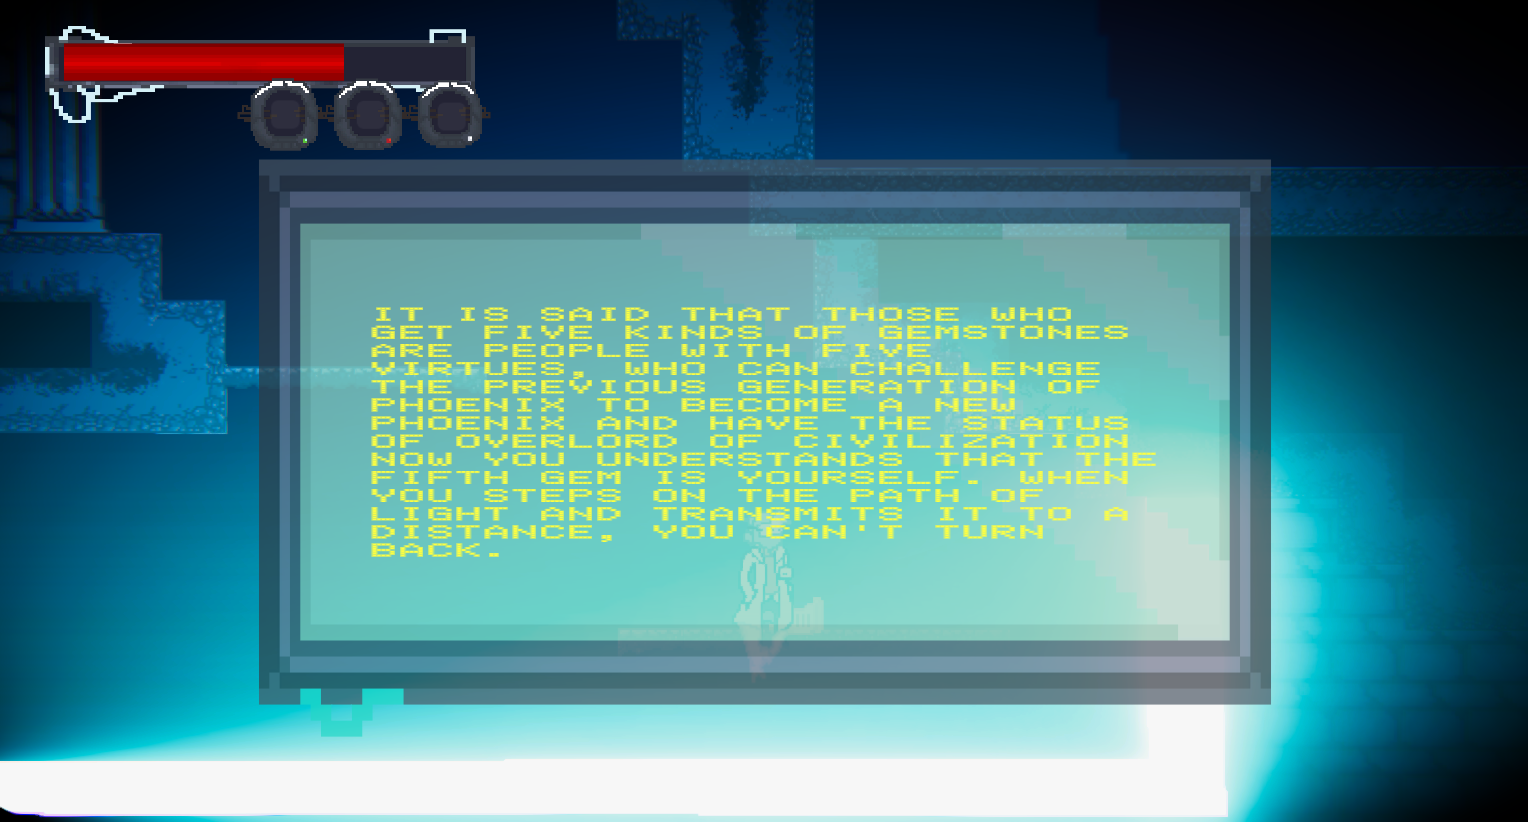 IT IS SAID THAT THOSE WHO
GET FIVE KINDS OF GEMSTONES
ARE PEOPLE WITH FIVE
VIRTUES, WHO CAN CHALLENGE
THE PREVIOUS GENERATION OF
PHOENIX TO BECOME A NEW
PHOENIX AND HAVE THE STATUS
OF OVERLORD OF CIVILIZATION
NOW YOU UNDERSTANDS THAT THE
FIFTH GEM IS YOURSELF. WHEN
YOU STEPS ON THE PATH OF
LIGHT AND TRANSMITS IT TO A
DISTANCE, YOU CAN'T TURN
BACK.